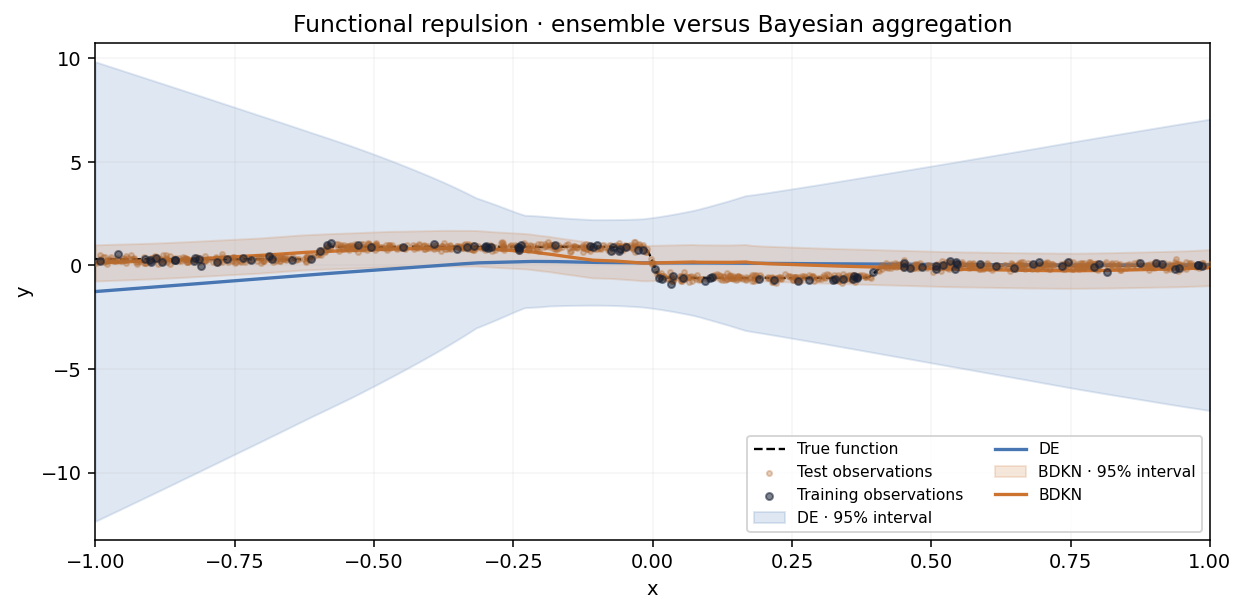 Functional repulsion · ensemble versus Bayesian aggregation
10
5
0
−5
−10
y
−1.00 −0.75 −0.50 −0.25 0.00 0.25 0.50 0.75 1.00
x
True function
Test observations
Training observations
DE · 95% interval
DE
BDKN · 95% interval
BDKN